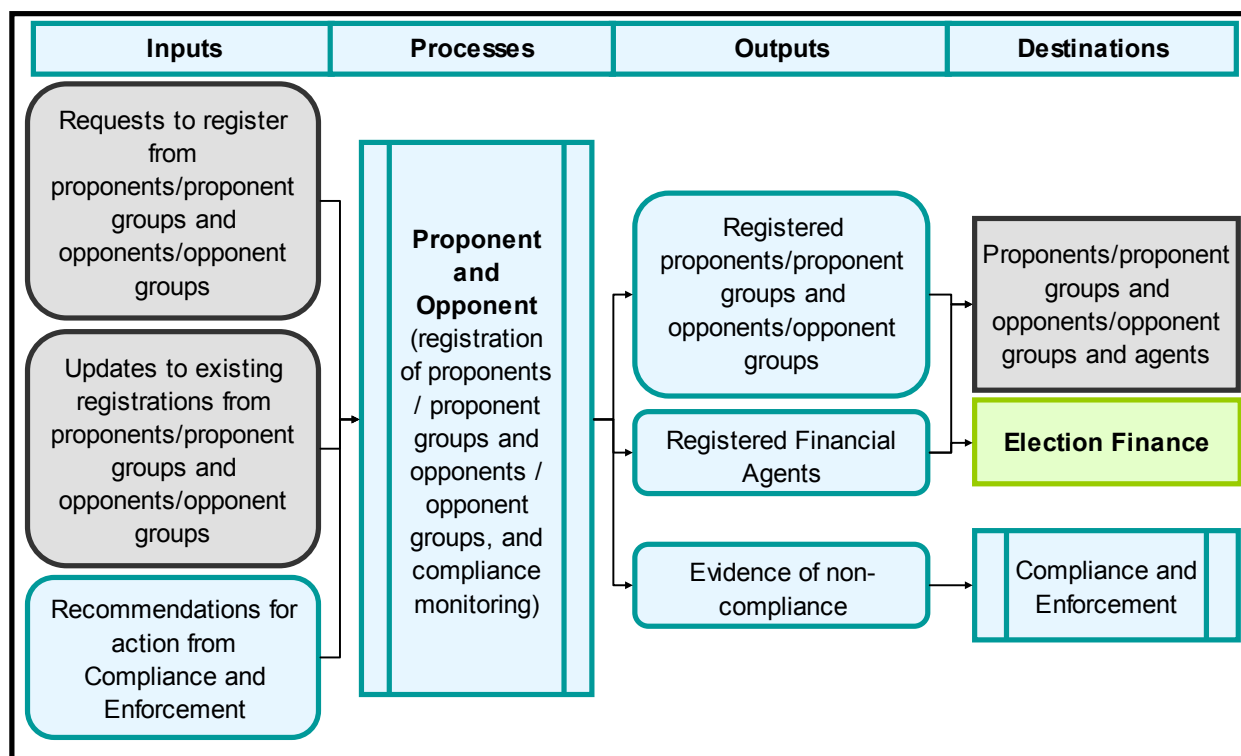 Inputs
Processes
Outputs
Destinations
Requests to register
from
proponents/proponent
groups and
opponents/opponent
groups
Updates to existing
registrations from
proponents/proponent
groups and
opponents/opponent
groups
Recommendations for
action from
Compliance and
Enforcement
Proponent
and
Opponent
(registration
of proponents
/ proponent
groups and
opponents /
opponent
groups, and
compliance
monitoring)
Registered
proponents/proponent
groups and
opponents/opponent
groups
Registered Financial
Agents
Evidence of non-
compliance
Proponents/proponent
groups and
opponents/opponent
groups and agents
Election Finance
Compliance and
Enforcement